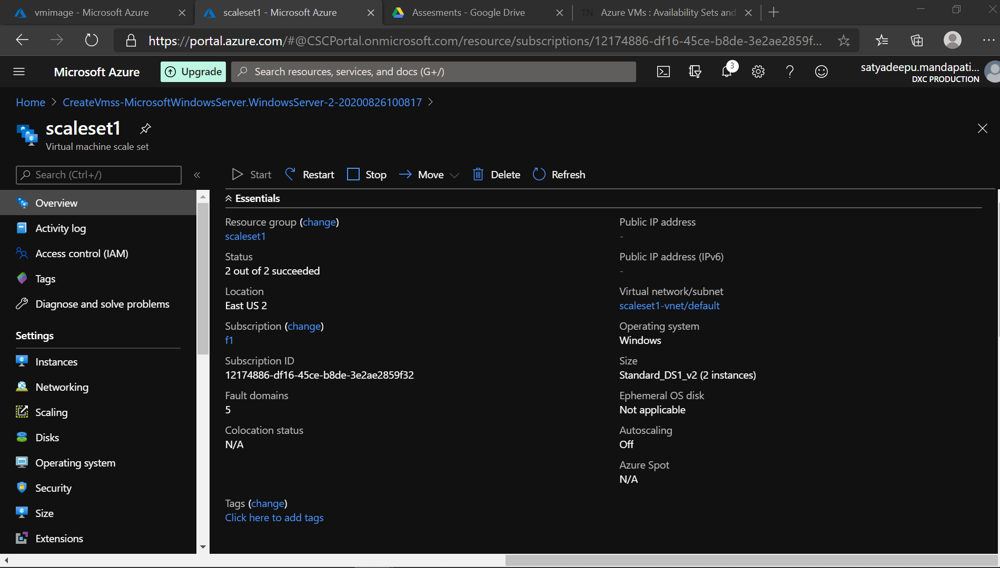 vmimage - Microsoft Azure
scaleset1 - Microsoft Azure
Assesments - Google Drive
TN Azure VMs : Availability Sets and
https://portal.azure.com/#@CSCPortal.onmicrosoft.com/resource/subscriptions/12174886-df16-45ce-b8de-3e2ae2859f...
Microsoft Azure
Upgrade
Search resources, services, and docs (G+/)
3
satyadeepu.mandapati...
DXC PRODUCTION
Home > CreateVmss-MicrosoftWindowsServer.WindowsServer-2-20200826100817 >
scaleset1
Virtual machine scale set
Search (Ctrl+/)
«
Start
Restart
Stop
Move
Delete
Refresh
Overview
Activity log
Access control (IAM)
Tags
Diagnose and solve problems
Settings
Instances
Networking
Scaling
Disks
Operating system
Security
Size
Extensions
Essentials
Resource group (change)
scaleset1
Status
2 out of 2 succeeded
Location
East US 2
Subscription (change)
f1
Subscription ID
12174886-df16-45ce-b8de-3e2ae2859f32
Fault domains
5
Colocation status
N/A
Public IP address
-
Public IP address (IPv6)
-
Virtual network/subnet
scaleset1-vnet/default
Operating system
Windows
Size
Standard_DS1_v2 (2 instances)
Ephemeral OS disk
Not applicable
Autoscaling
Off
Azure Spot
N/A
Tags (change)
Click here to add tags